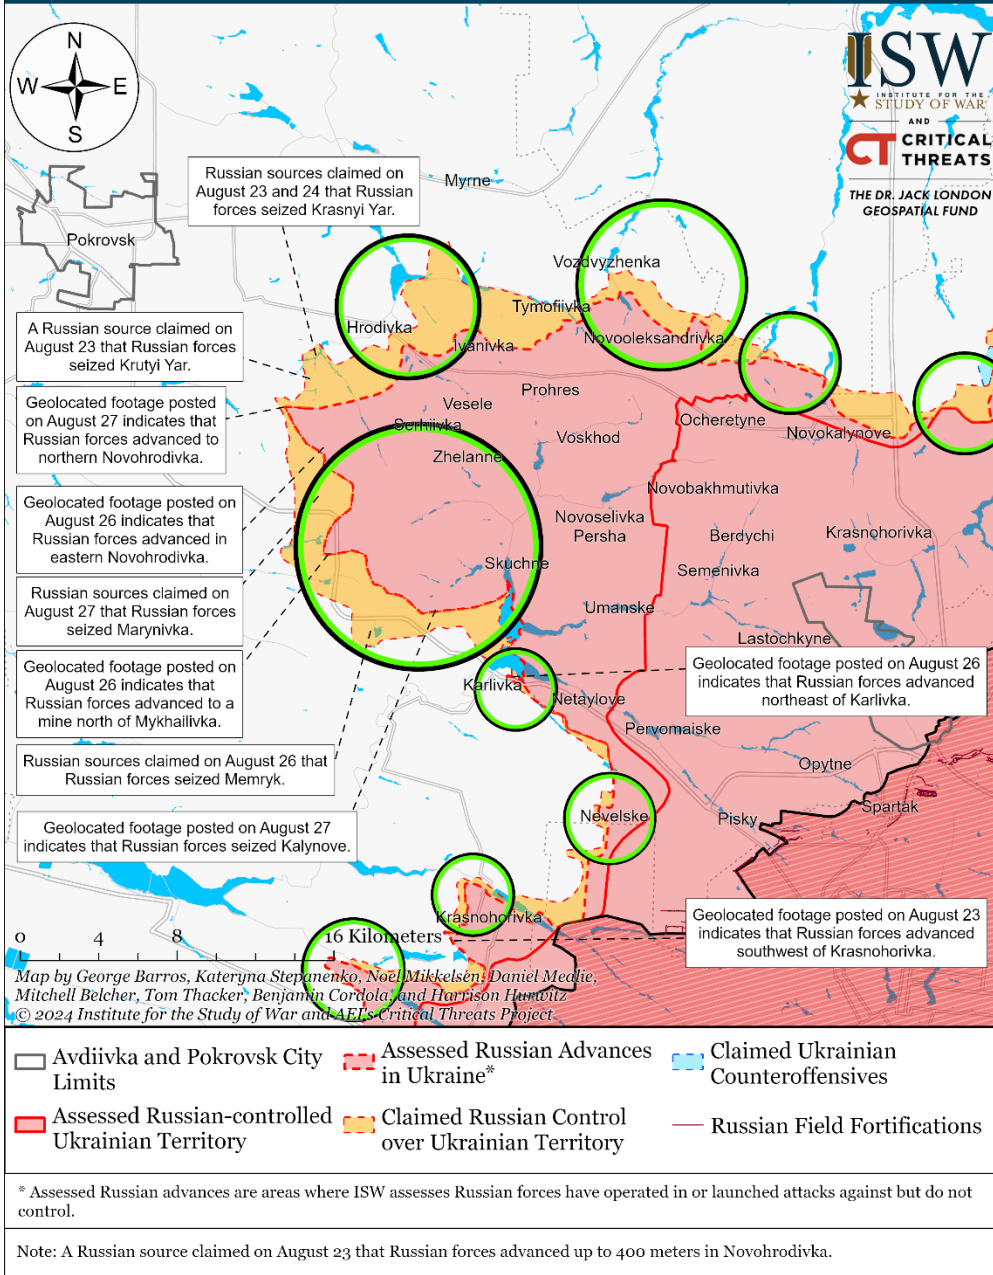 N
W
E
S
ISW
INSTITUTE FOR THE
STUDY OF WAR
AND
CT CRITICAL
THREATS
THE DR. JACK LONDON
GEOSPATIAL FUND
Russian sources claimed on
August 23 and 24 that Russian
forces seized Krasnyi Yar.
Myrne
Pokrovsk
Vozdvyzhenka
Tymofiivka
A Russian source claimed on
August 23 that Russian forces
seized Krutyi Yar.
Hrodivka
Ivanivka
Novooleksandrivka
Prohres
Geolocated footage posted
on August 27 indicates that
Russian forces advanced to
northern Novohrodivka.
Vesele
Serhiivka
Ocheretyne
Novokalynove
Voskhod
Zhelanne
Novobakhmutivka
Geolocated footage posted on
August 26 indicates that
Russian forces advanced in
eastern Novohrodivka.
Novoselivka
Persha
Berdychi
Krasnohorivka
Skuchne
Semenivka
Russian sources claimed on
August 27 that Russian forces
seized Marynivka.
Umanske
Lastochkyne
Geolocated footage posted on
August 26 indicates that
Russian forces advanced to a
mine north of Mykhailivka.
Geolocated footage posted on August 26
indicates that Russian forces advanced
northeast of Karlivka.
Karlivka
Netaylove
Pervomaiske
Russian sources claimed on August 26 that
Russian forces seized Memryk.
Opytne
Spartak
Nevelske
Pisky
Geolocated footage posted on August 27
indicates that Russian forces seized Kalynove.
Krasnohorivka
Geolocated footage posted on August 23
indicates that Russian forces advanced
southwest of Krasnohorivka.
0 4 8 16 Kilometers
Map by George Barros, Kateryna Stepanenko, Noel Mikkelsen, Daniel Mealie,
Mitchell Belcher, Tom Thacker, Benjamin Cordola, and Harrison Hurwitz
© 2024 Institute for the Study of War and AEI's Critical Threats Project
Avdiivka and Pokrovsk City
Limits
Assessed Russian Advances
in Ukraine*
Claimed Ukrainian
Counteroffensives
Assessed Russian-controlled
Ukrainian Territory
Claimed Russian Control
over Ukrainian Territory
Russian Field Fortifications
* Assessed Russian advances are areas where ISW assesses Russian forces have operated in or launched attacks against but do not
control.
Note: A Russian source claimed on August 23 that Russian forces advanced up to 400 meters in Novohrodivka.